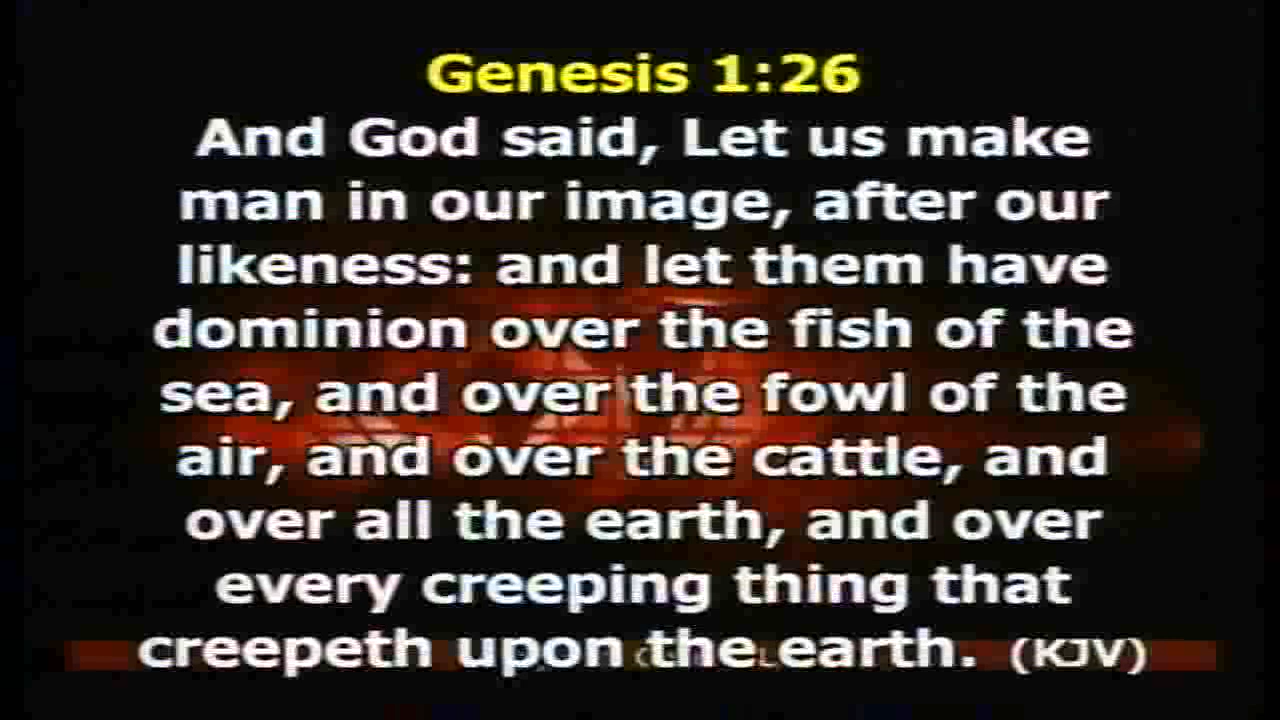 Genesis 1:26
And God said, Let us make
man in our image, after our
likeness: and let them have
dominion over the fish of the
sea, and over the fowl of the
air, and over the cattle, and
over all the earth, and over
every creeping thing that
creepeth upon the earth. (KJV)